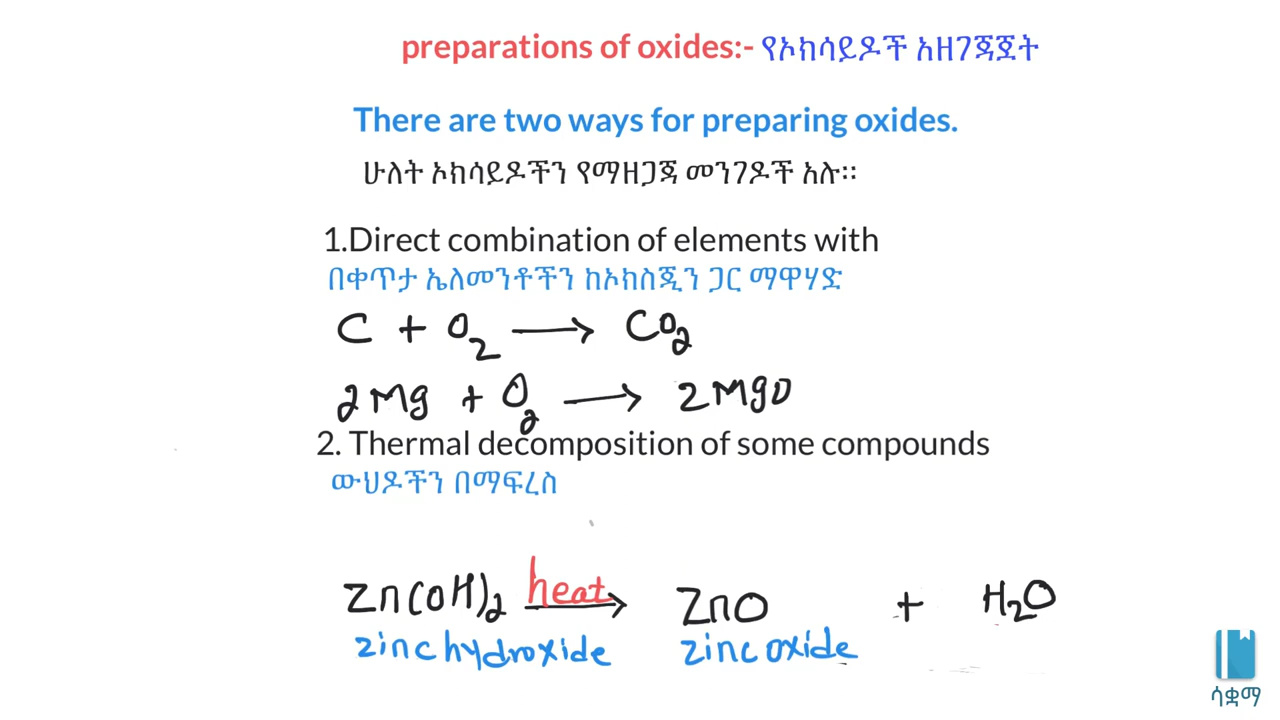 preparations of oxides:- የኦክሳይዶች አዘገጃጀት
There are two ways for preparing oxides.
ሁለት ኦክሳይዶችን የማዘጋጃ መንገዶች አሉ፡፡
1.Direct combination of elements with
በቀጥታ ኤለመንቶችን ከኦክስጂን ጋር ማዋሃድ
C + O₂ → CO₂
2Mg + O₂ → 2MgO
2. Thermal decomposition of some compounds
ውህዶችን በማፍረስ
Zn(OH)₂ heat → ZnO + H₂O
zinc hydroxide zinc oxide
ሳቋማ